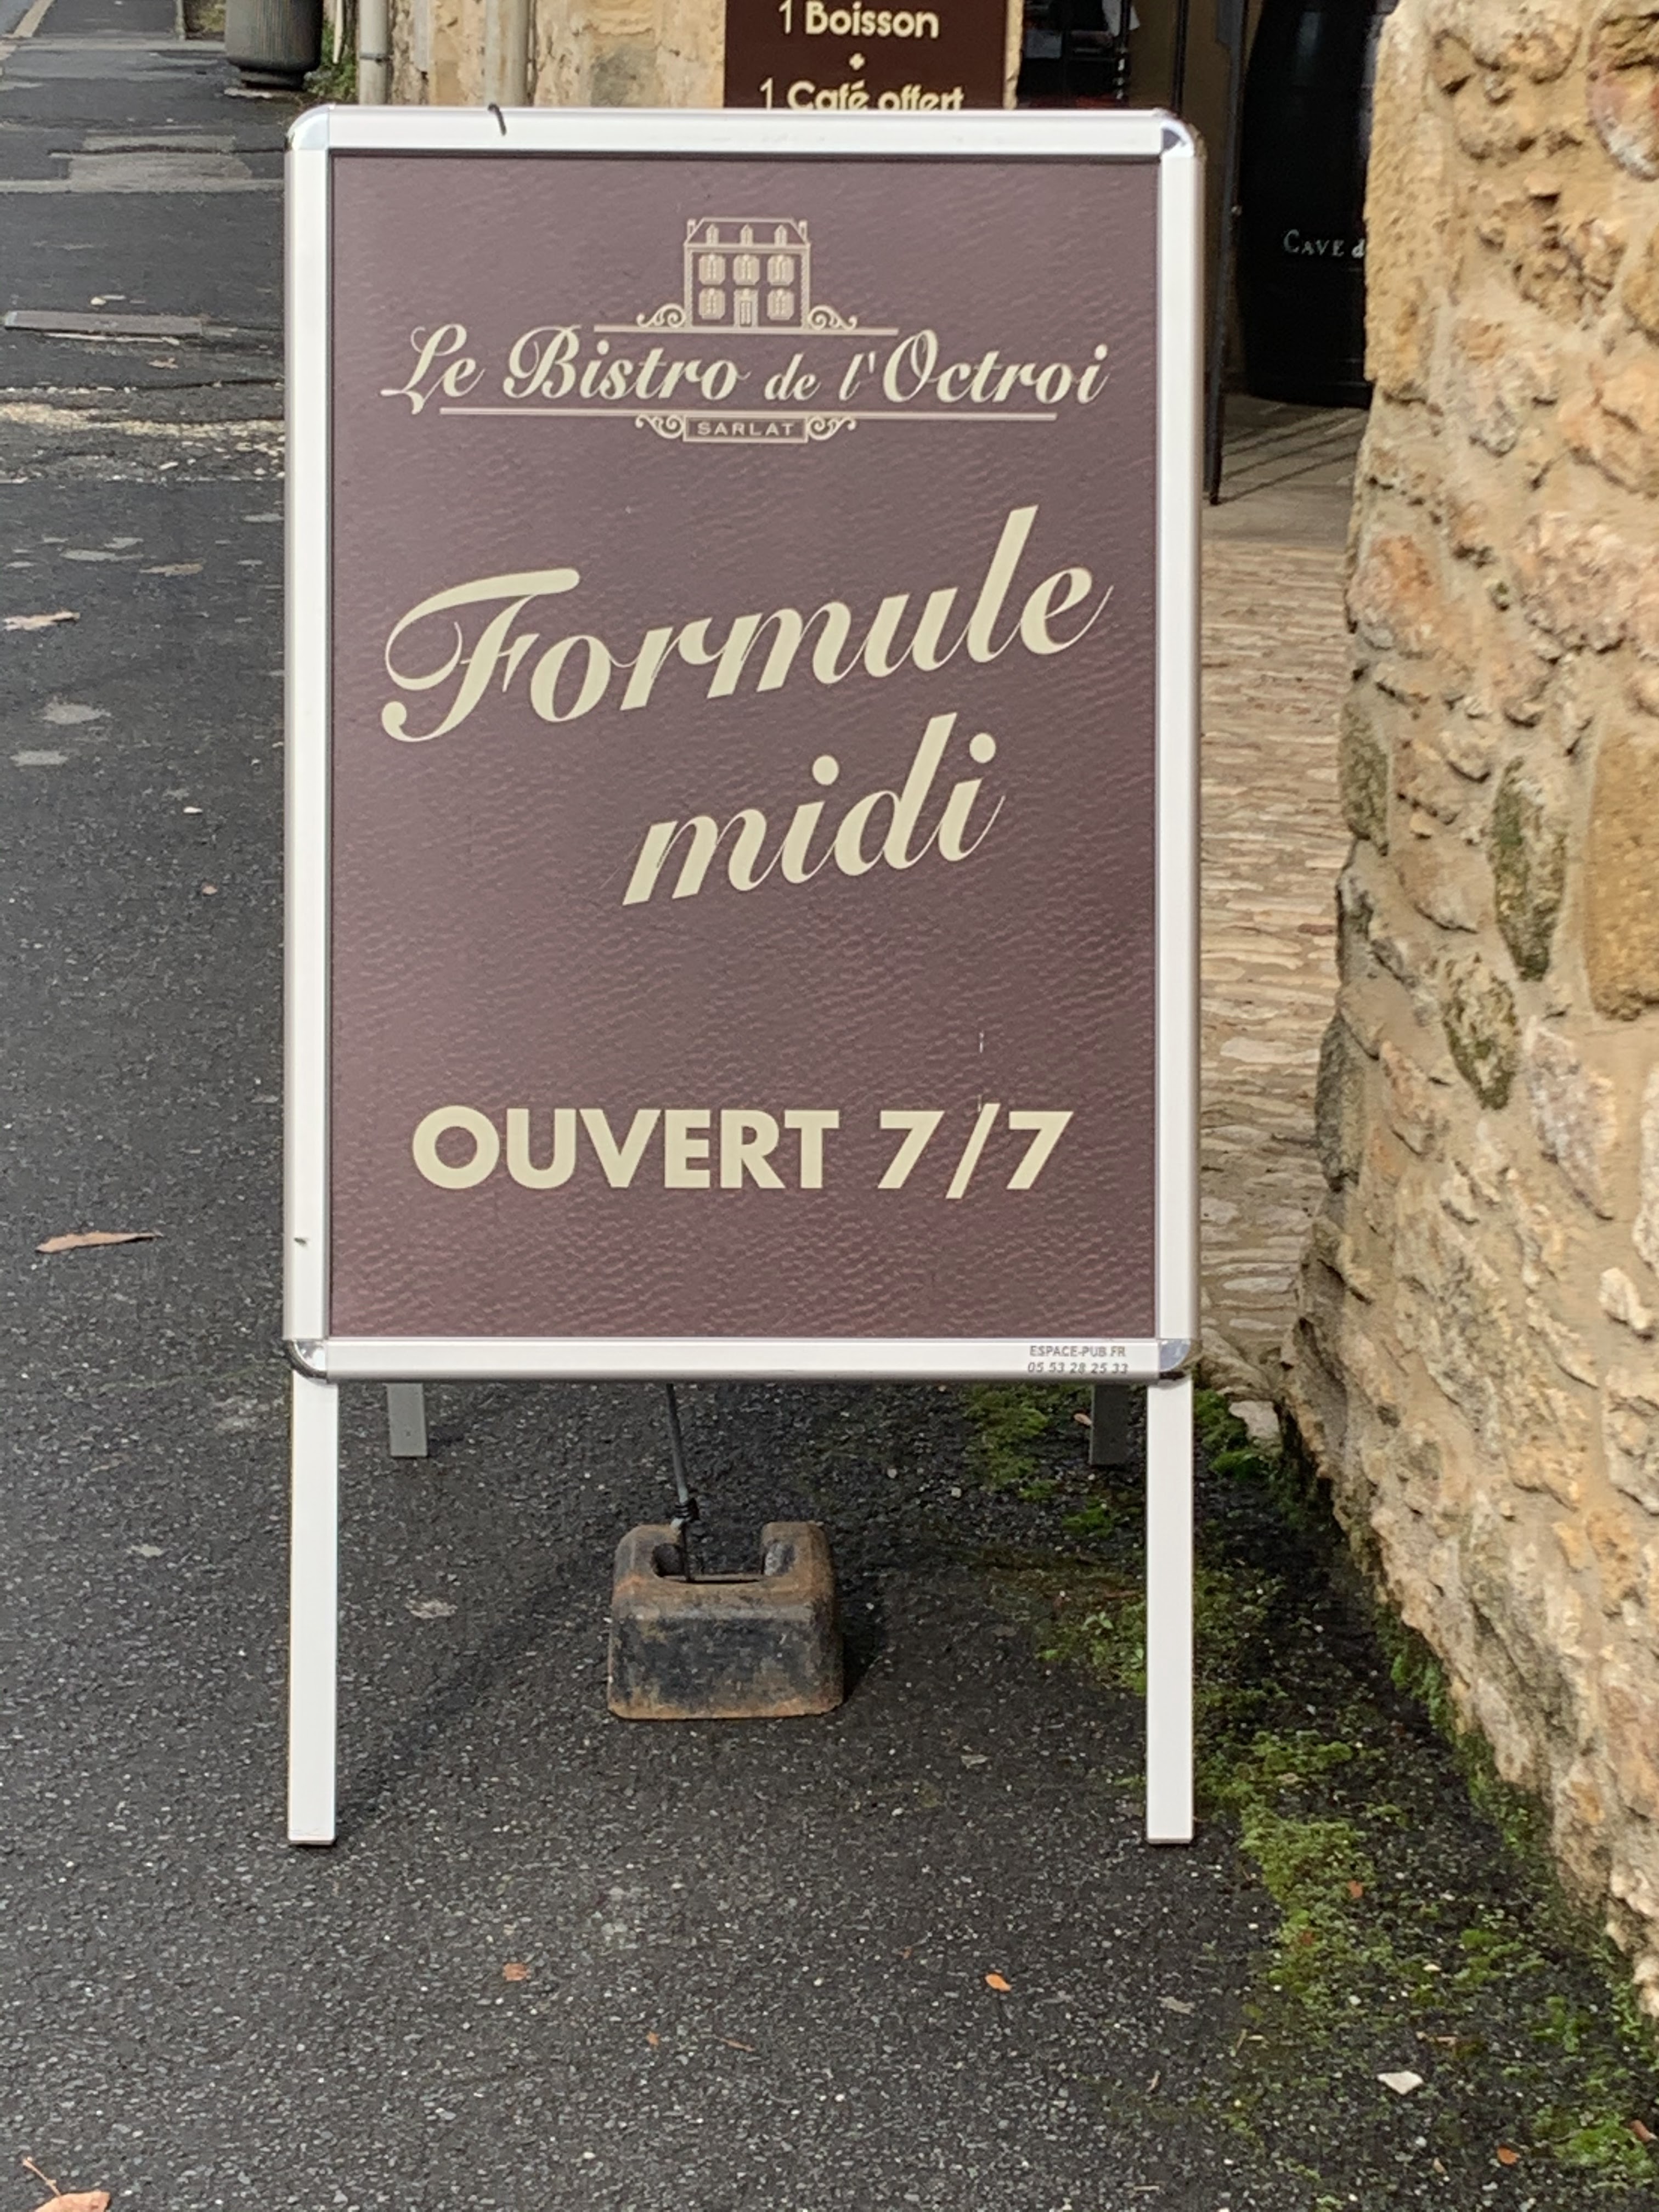 1 Boisson
+
1 Café offert
CAVE
Le Bistro de l'Octroi
SARLAT
Formule
midi
OUVERT 7/7
ESPACE-PUB.FR
05 53 28 25 33